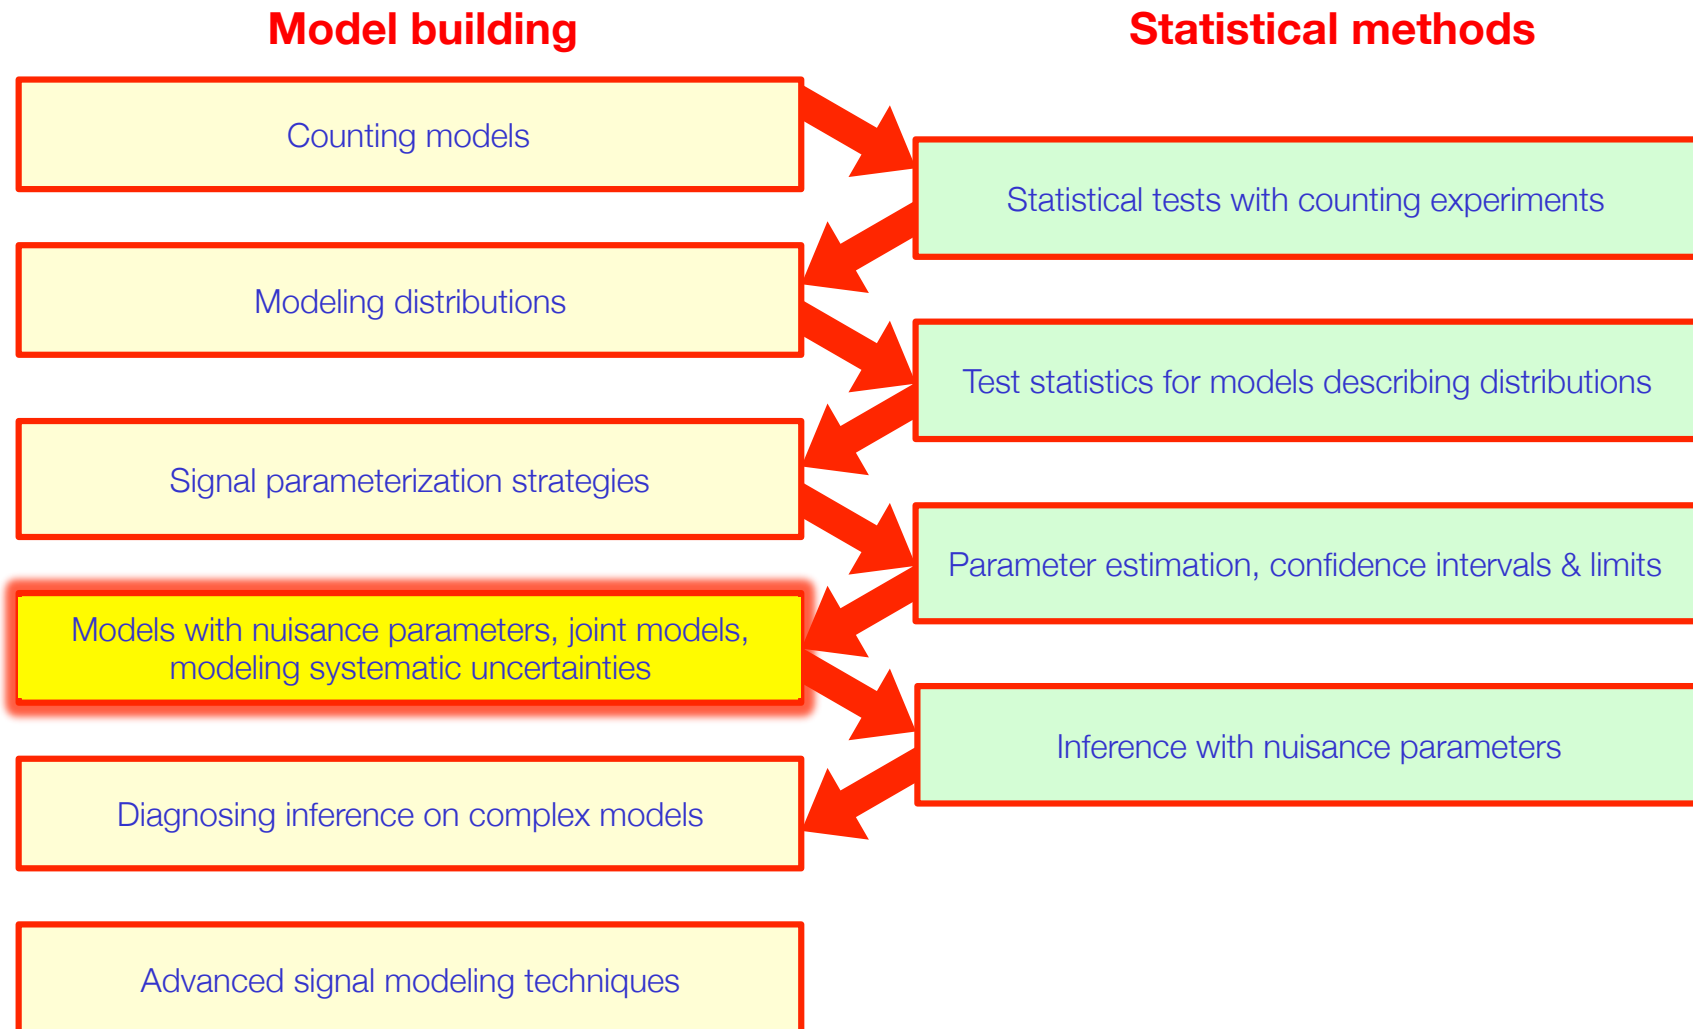 Model building
Statistical methods
Counting models
Statistical tests with counting experiments
Modeling distributions
Test statistics for models describing distributions
Signal parameterization strategies
Parameter estimation, confidence intervals & limits
Models with nuisance parameters, joint models,
modeling systematic uncertainties
Inference with nuisance parameters
Diagnosing inference on complex models
Advanced signal modeling techniques